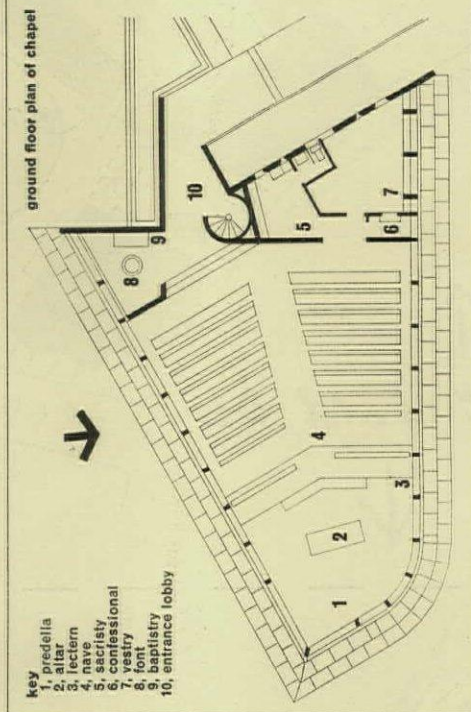 ground floor plan of chapel
key
1, predella
2, altar
3, lectern
4, nave
5, sacristy
6, confessional
7, vestry
8, font
9, baptistry
10, entrance lobby
10
9
8
5
7
6
4
3
2
1